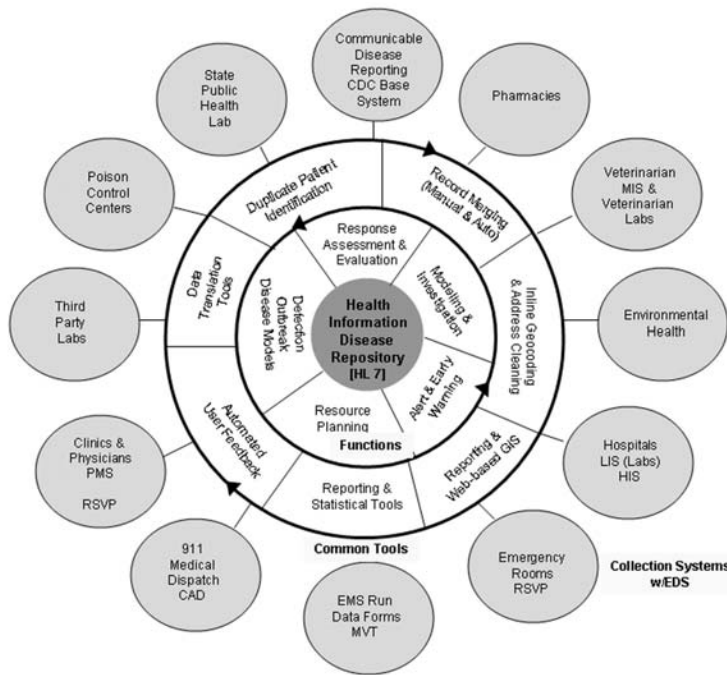 Communicable
Disease
Reporting
CDC Base
System
Pharmacies
Veterinarian
MIS &
Veterinarian
Labs
Environmental
Health
Hospitals
LIS (Labs)
HIS
Emergency
Rooms
RSVP
Collection Systems
w/EDS
EMS Run
Data Forms
MVT
911
Medical
Dispatch
CAD
Clinics &
Physicians
PMS
RSVP
Third
Party
Labs
Poison
Control
Centers
State
Public
Health
Lab
Duplicate Patient
Identification
Record Merging
(Manual & Auto)
Inline Geocoding
& Address Cleaning
Reporting &
Web-based GIS
Reporting &
Statistical Tools
Common Tools
Automated
User Feedback
Data
Translation
Tools
Response
Assessment &
Evaluation
Modelling &
Investigation
Alert & Early
Warning
Resource
Planning
Functions
Detection
Outbreak
Disease Models
Health
Information
Disease
Repository
[HL 7]